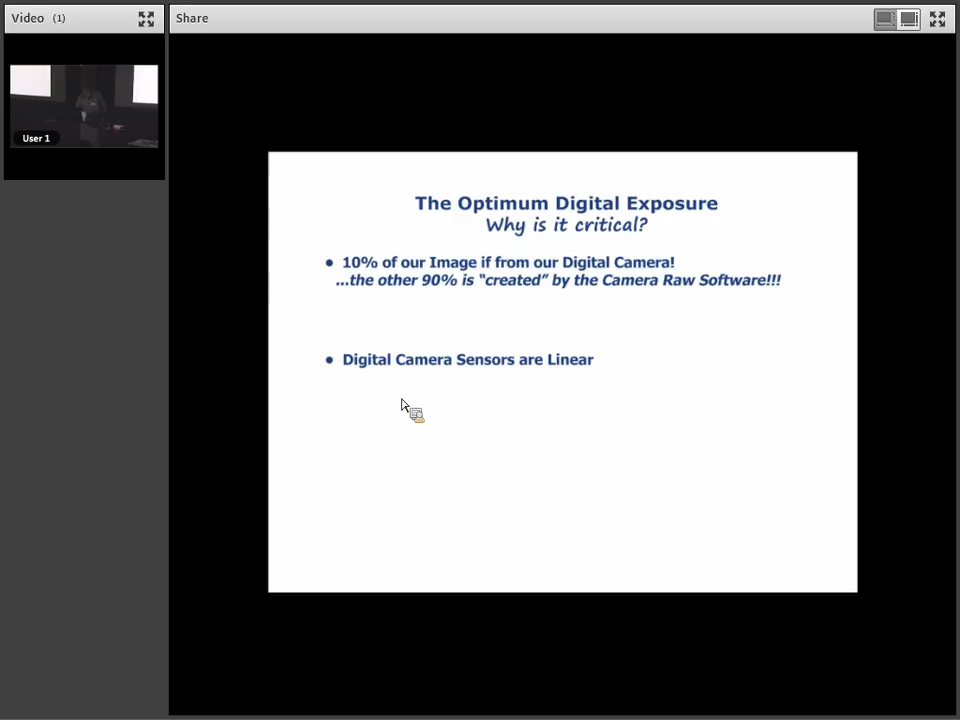 Video (1)
Share
User 1
The Optimum Digital Exposure
Why is it critical?
• 10% of our Image if from our Digital Camera!
...the other 90% is “created” by the Camera Raw Software!!!
• Digital Camera Sensors are Linear